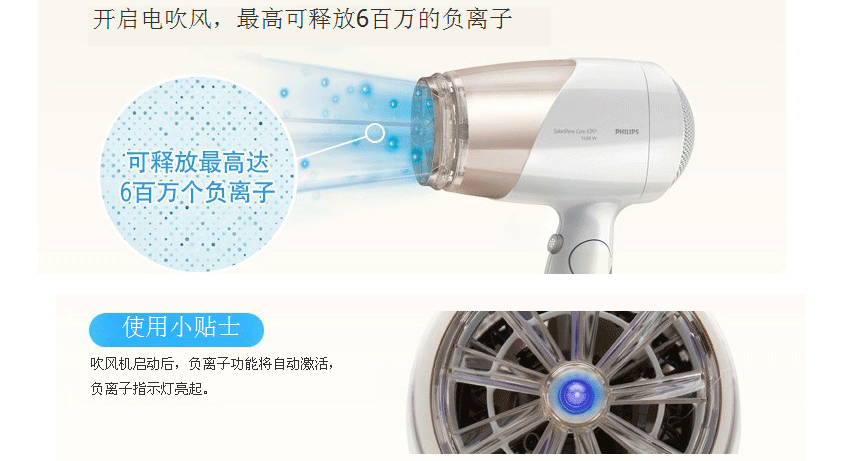 开启电吹风，最高可释放6百万的负离子
可释放最高达
6百万个负离子
PHILIPS
使用小贴士
吹风机启动后，负离子功能将自动激活，
负离子指示灯亮起。